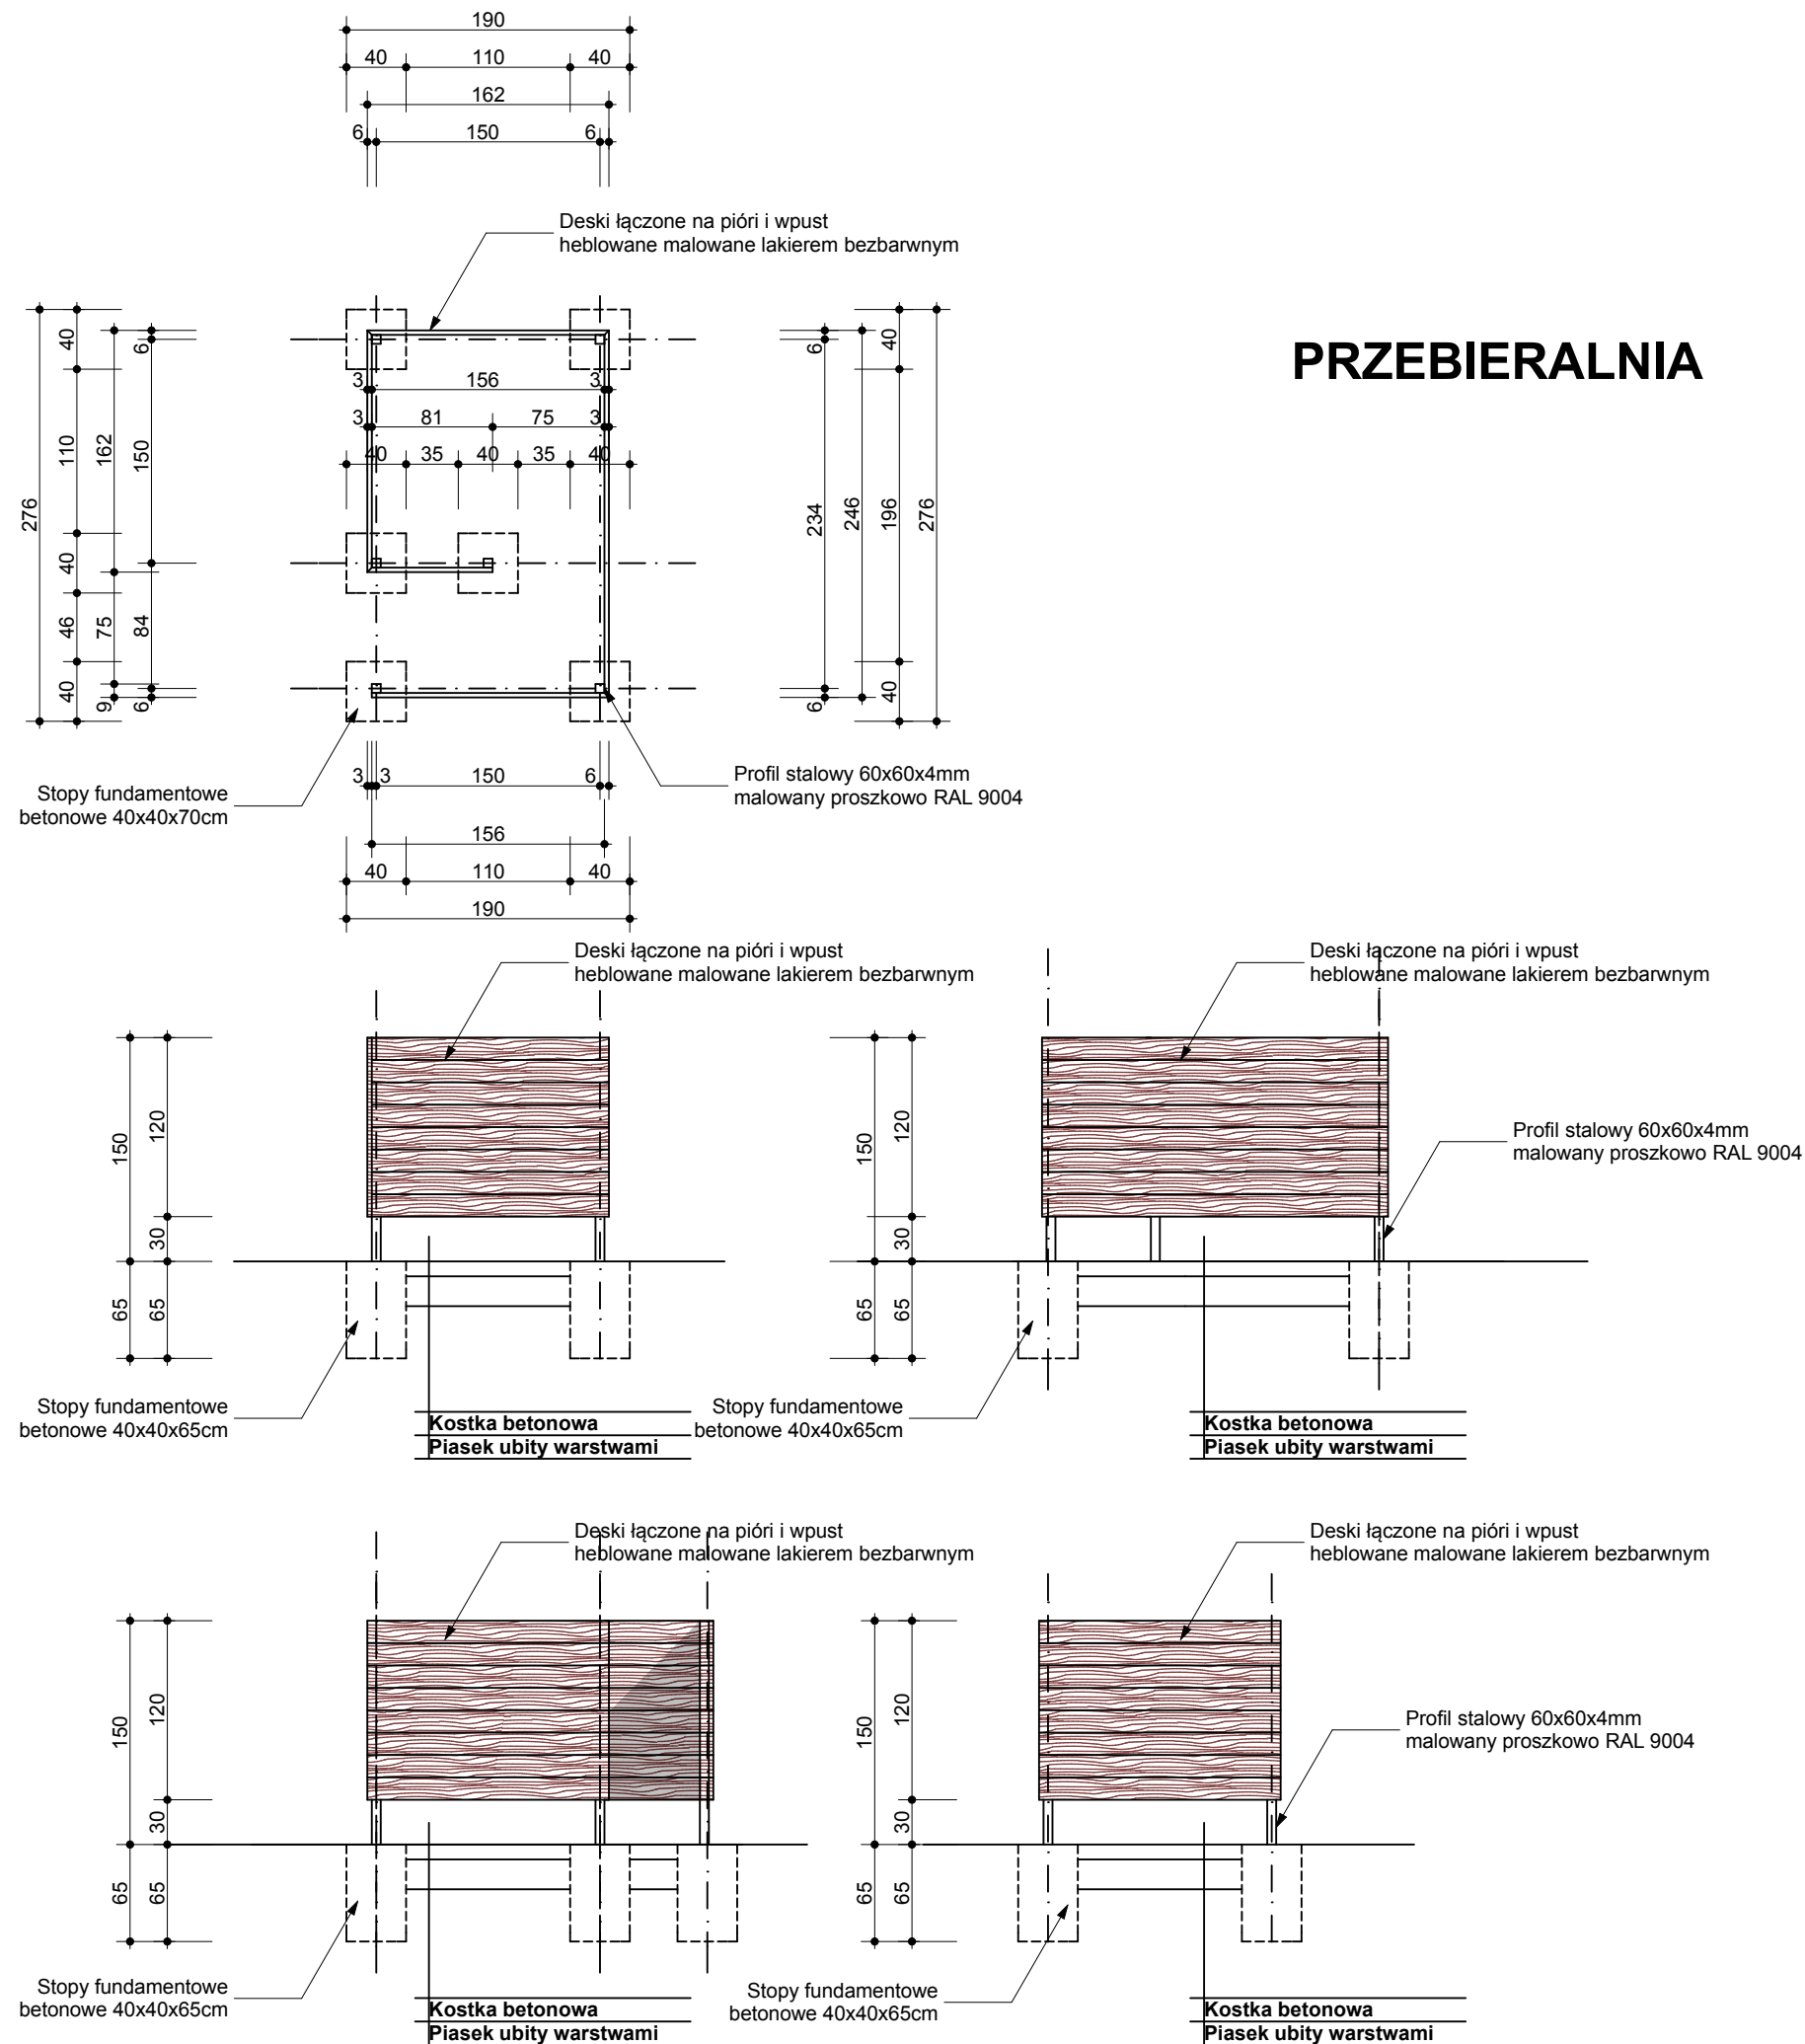 190
40 110 40
162
6 150 6
Deski łączone na pióri i wpust
heblowane malowane lakierem bezbarwnym
PRZEBIERALNIA
276
40 110 40 46 40
162 75 9
6 150 84 6
3 156 3
3 81 75 3
40 35 40 35 40
6 234 6
246
40 196 40
276
Stopy fundamentowe
betonowe 40x40x70cm
3 3 150 6
Profil stalowy 60x60x4mm
malowany proszkowo RAL 9004
156
40 110 40
190
Deski łączone na pióri i wpust
heblowane malowane lakierem bezbarwnym
150 65
120 30 65
Stopy fundamentowe
betonowe 40x40x65cm
Kostka betonowa
Piasek ubity warstwami
Deski łączone na pióri i wpust
heblowane malowane lakierem bezbarwnym
150 65
120 30 65
Profil stalowy 60x60x4mm
malowany proszkowo RAL 9004
Stopy fundamentowe
betonowe 40x40x65cm
Kostka betonowa
Piasek ubity warstwami
Deski łączone na pióri i wpust
heblowane malowane lakierem bezbarwnym
150 65
120 30 65
Stopy fundamentowe
betonowe 40x40x65cm
Kostka betonowa
Piasek ubity warstwami
Deski łączone na pióri i wpust
heblowane malowane lakierem bezbarwnym
150 65
120 30 65
Profil stalowy 60x60x4mm
malowany proszkowo RAL 9004
Stopy fundamentowe
betonowe 40x40x65cm
Kostka betonowa
Piasek ubity warstwami